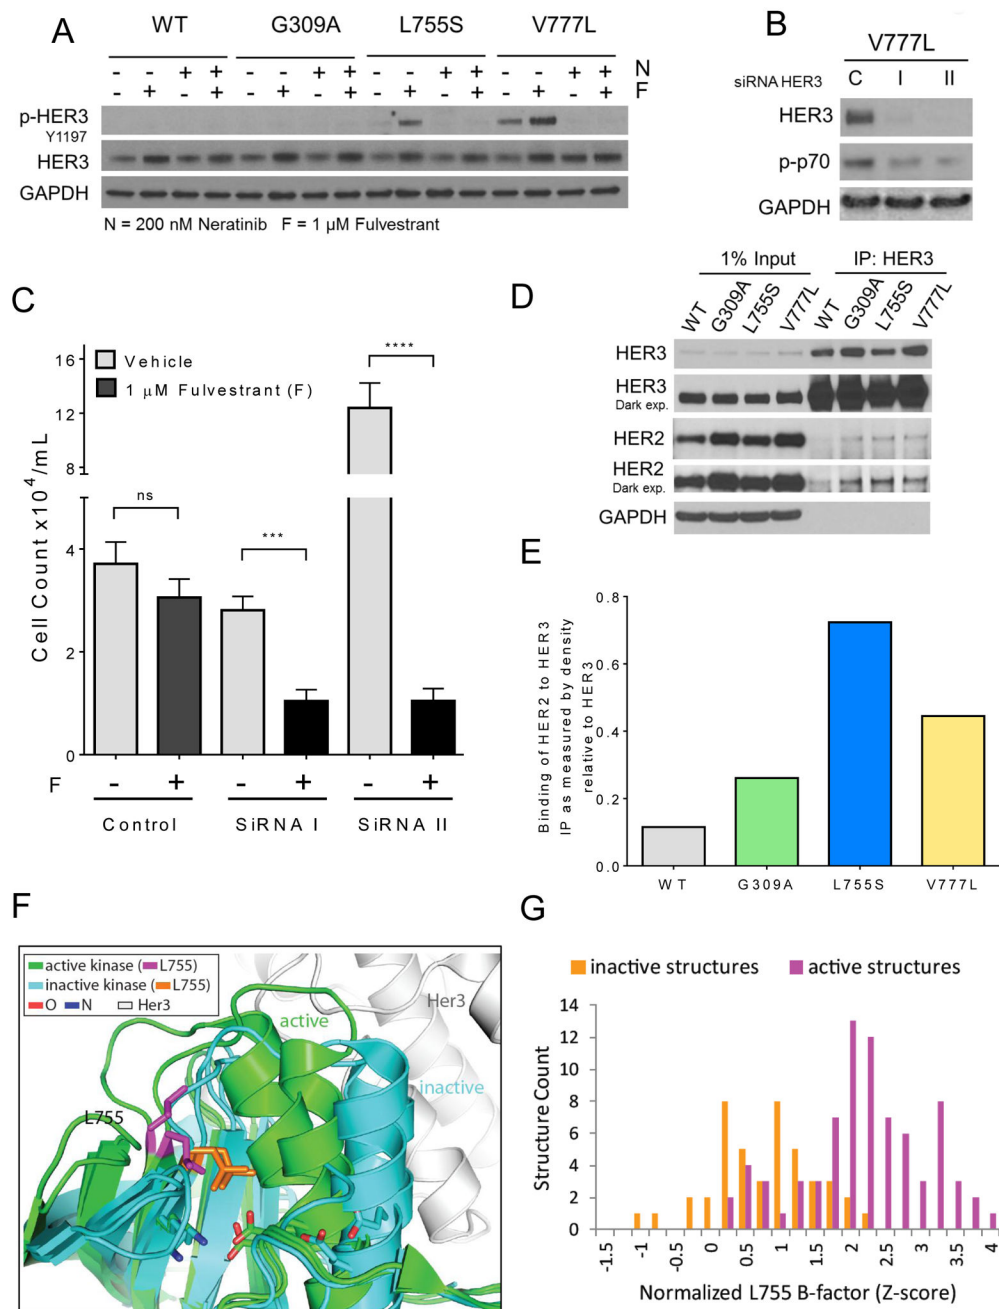 A
WT G309A L755S V777L
- - + + - - + + - - + + - - + + N
- + - + - + - + - + - + - + - + F
p-HER3
Y1197
HER3
GAPDH
N = 200 nM Neratinib F = 1 µM Fulvestrant
B
V777L
siRNA HER3 C I II
HER3
p-p70
GAPDH
C
Vehicle
1 µM Fulvestrant (F)
Cell Count x10⁴/mL
16
12
8
4
2
0
ns
***
****
F - + - + - +
Control SiRNA I SiRNA II
D
1% Input IP: HER3
WT G309A L755S V777L WT G309A L755S V777L
HER3
HER3
Dark exp.
HER2
HER2
Dark exp.
GAPDH
E
Binding of HER2 to HER3
IP as measured by density
relative to HER3
0.8
0.6
0.4
0.2
0.0
WT G309A L755S V777L
F
active kinase (L755)
inactive kinase (L755)
O N Her3
Her3
active
inactive
L755
G
inactive structures active structures
Structure Count
14
12
10
8
6
4
2
0
-1.5 -1 0 0.5 1 1.5 2 2.5 3 3.5 4
Normalized L755 B-factor (Z-score)